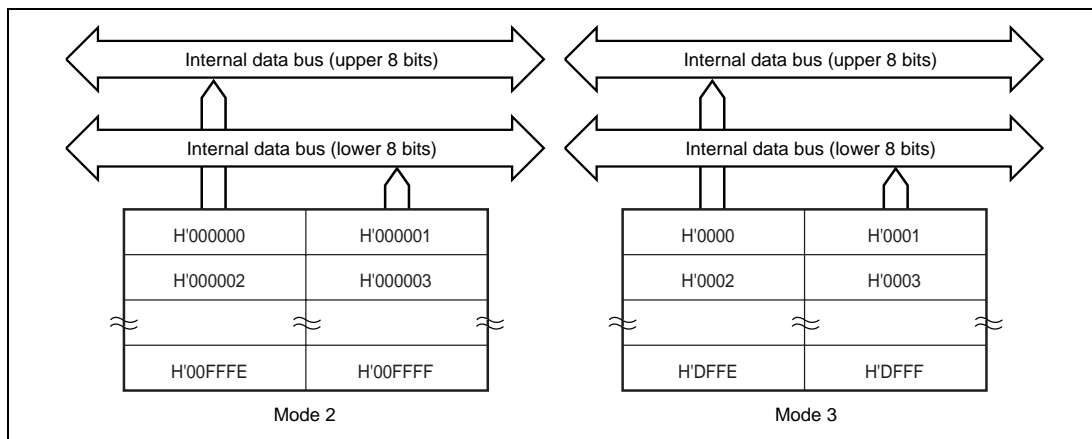 Internal data bus (upper 8 bits)
Internal data bus (lower 8 bits)
H'000000 H'000001
H'000002 H'000003
H'00FFFE H'00FFFF
Mode 2
Internal data bus (upper 8 bits)
Internal data bus (lower 8 bits)
H'0000 H'0001
H'0002 H'0003
H'DFFE H'DFFF
Mode 3